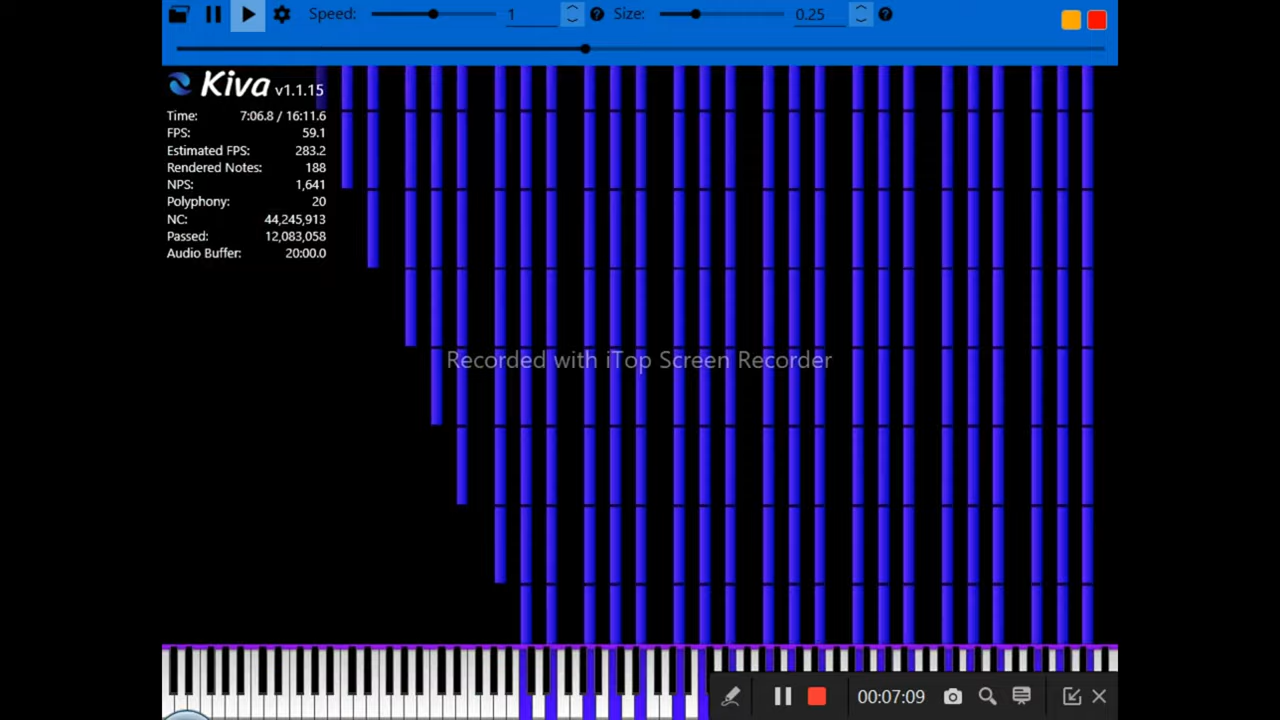 Speed: 1 Size: 0.25
Kiva v1.1.15
Time: 7:06.8 / 16:11.6
FPS: 59.1
Estimated FPS: 283.2
Rendered Notes: 188
NPS: 1,641
Polyphony: 20
NC: 44,245,913
Passed: 12,083,058
Audio Buffer: 20:00.0
Recorded with iTop Screen Recorder
00:07:09